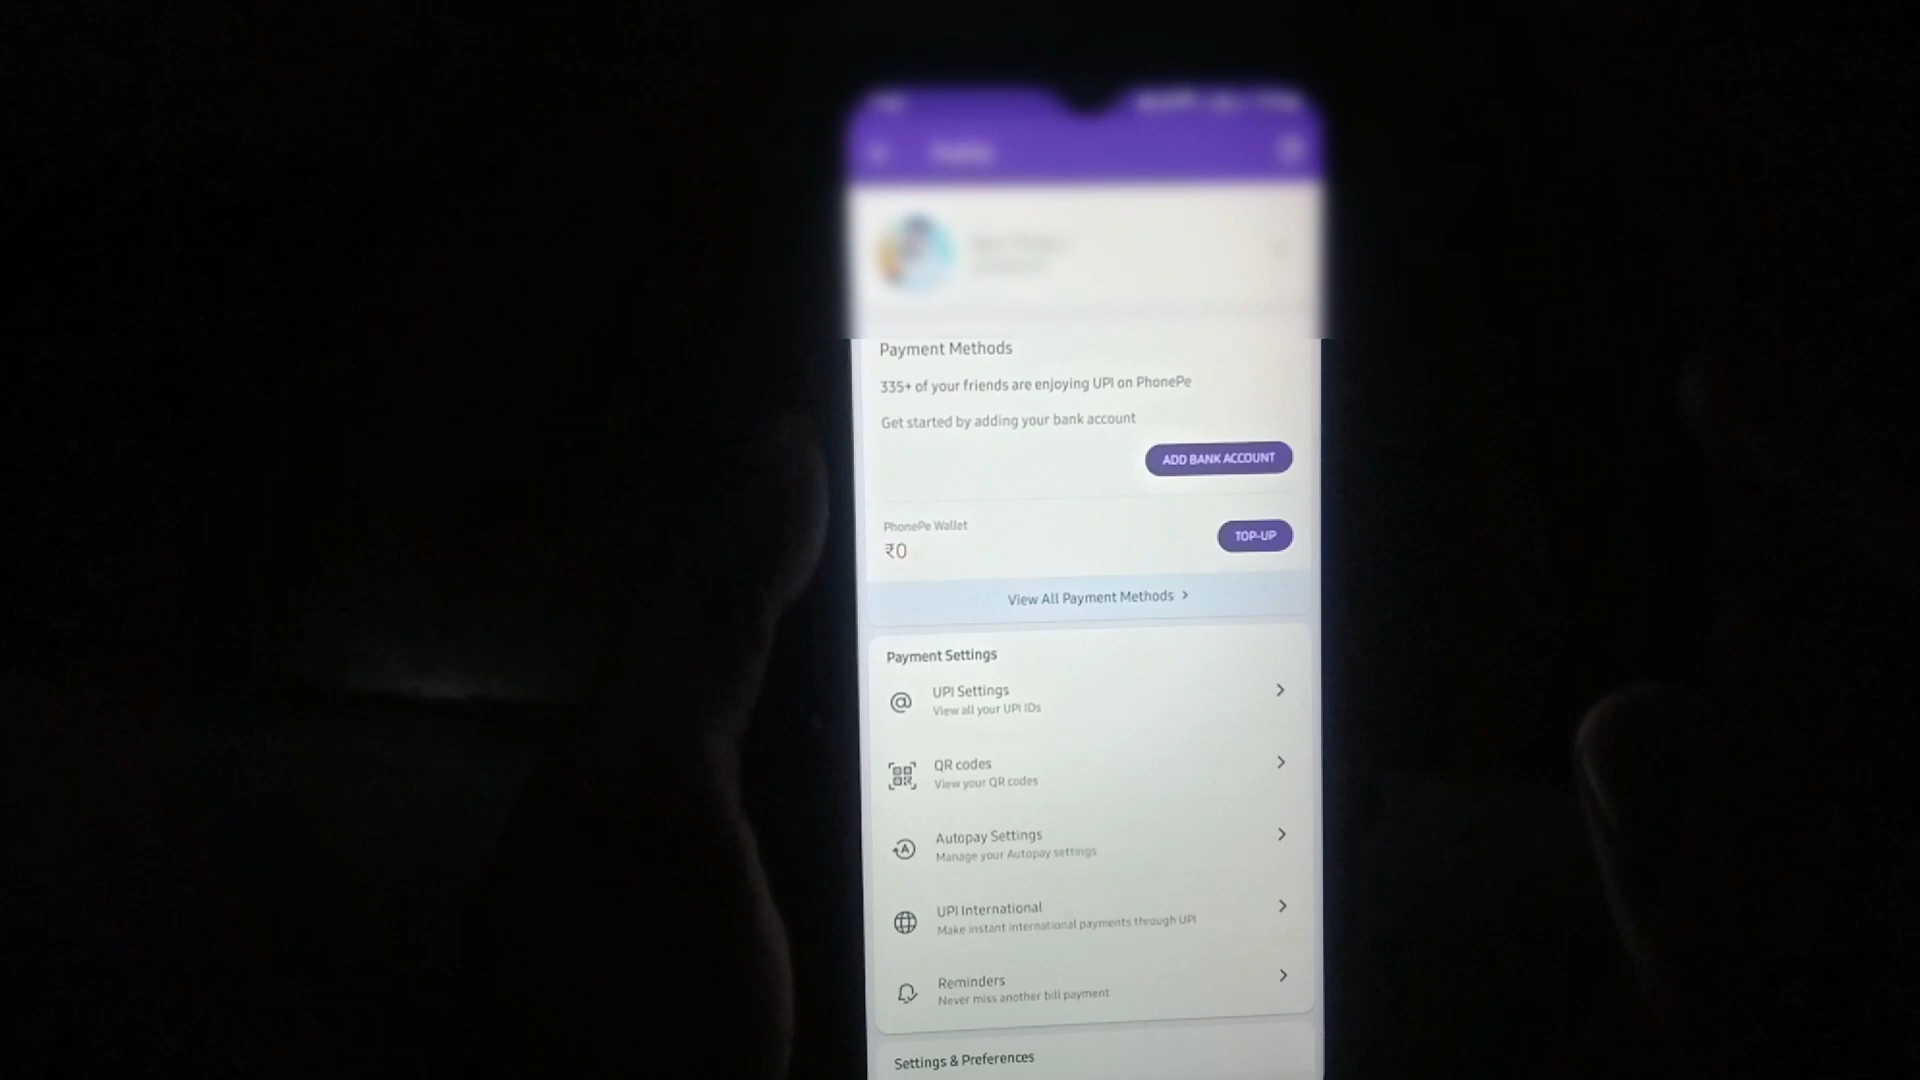 Payment Methods
335+ of your friends are enjoying UPI on PhonePe
Get started by adding your bank account
ADD BANK ACCOUNT
PhonePe Wallet
₹0
TOP-UP
View All Payment Methods >
Payment Settings
UPI Settings
View all your UPI IDs
QR codes
View your QR codes
Autopay Settings
Manage your Autopay settings
UPI International
Make instant international payments through UPI
Reminders
Never miss another bill payment
Settings & Preferences